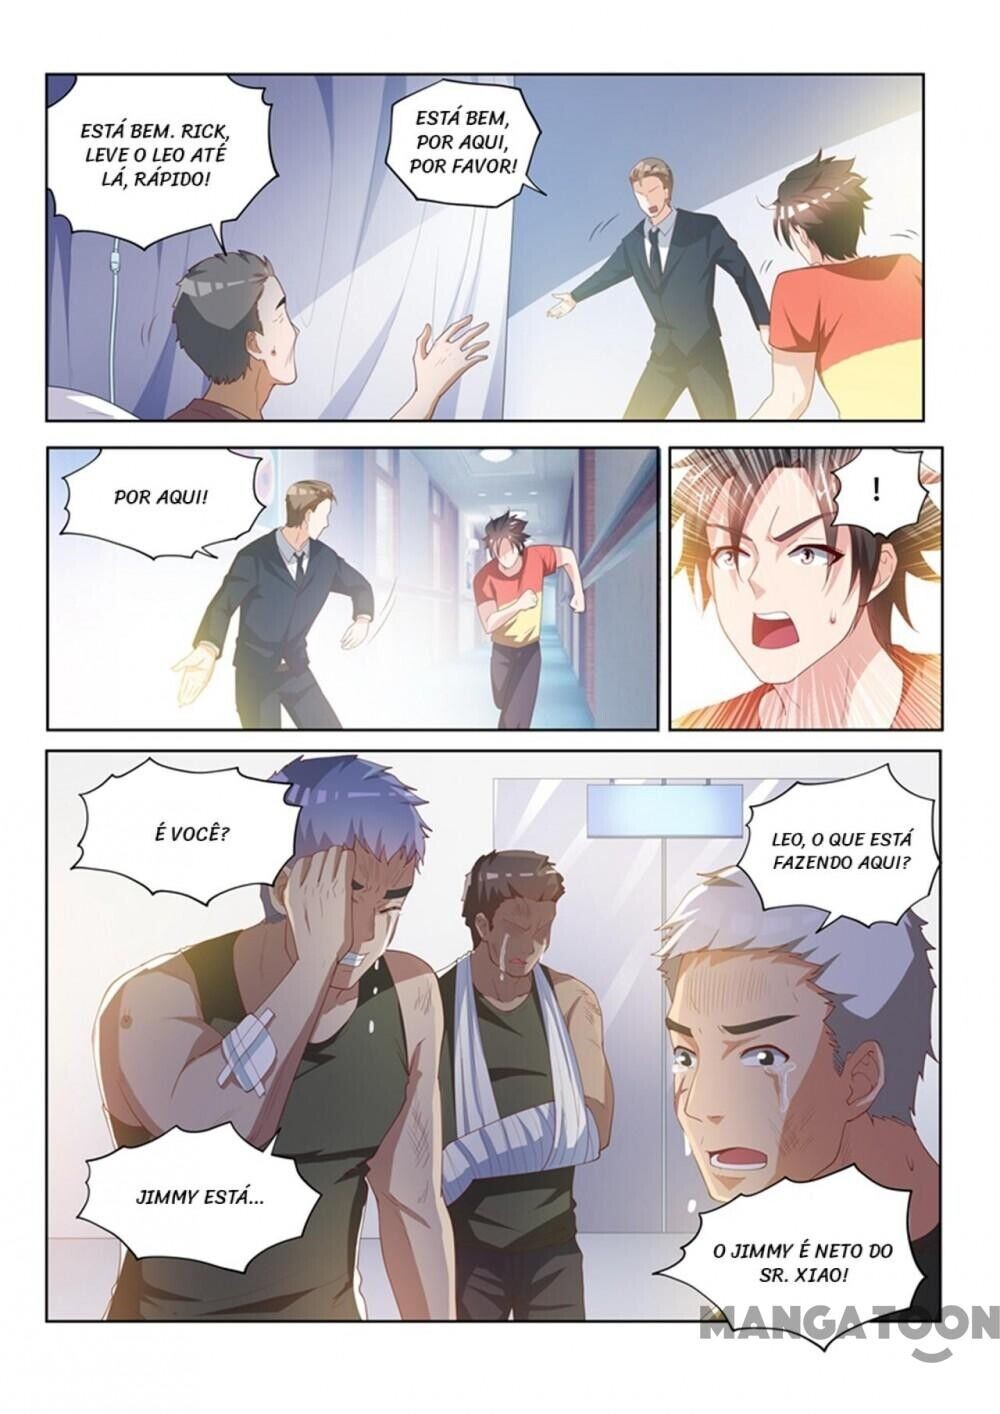 ESTÁ BEM. RICK,
LEVE O LEO ATÉ
LÁ, RÁPIDO!
ESTÁ BEM,
POR AQUI,
POR FAVOR!
POR AQUI!
!
É VOCÊ?
LEO, O QUE ESTÁ
FAZENDO AQUI?
JIMMY ESTÁ...
O JIMMY É NETO DO
SR. XIAO!
MANGATOON